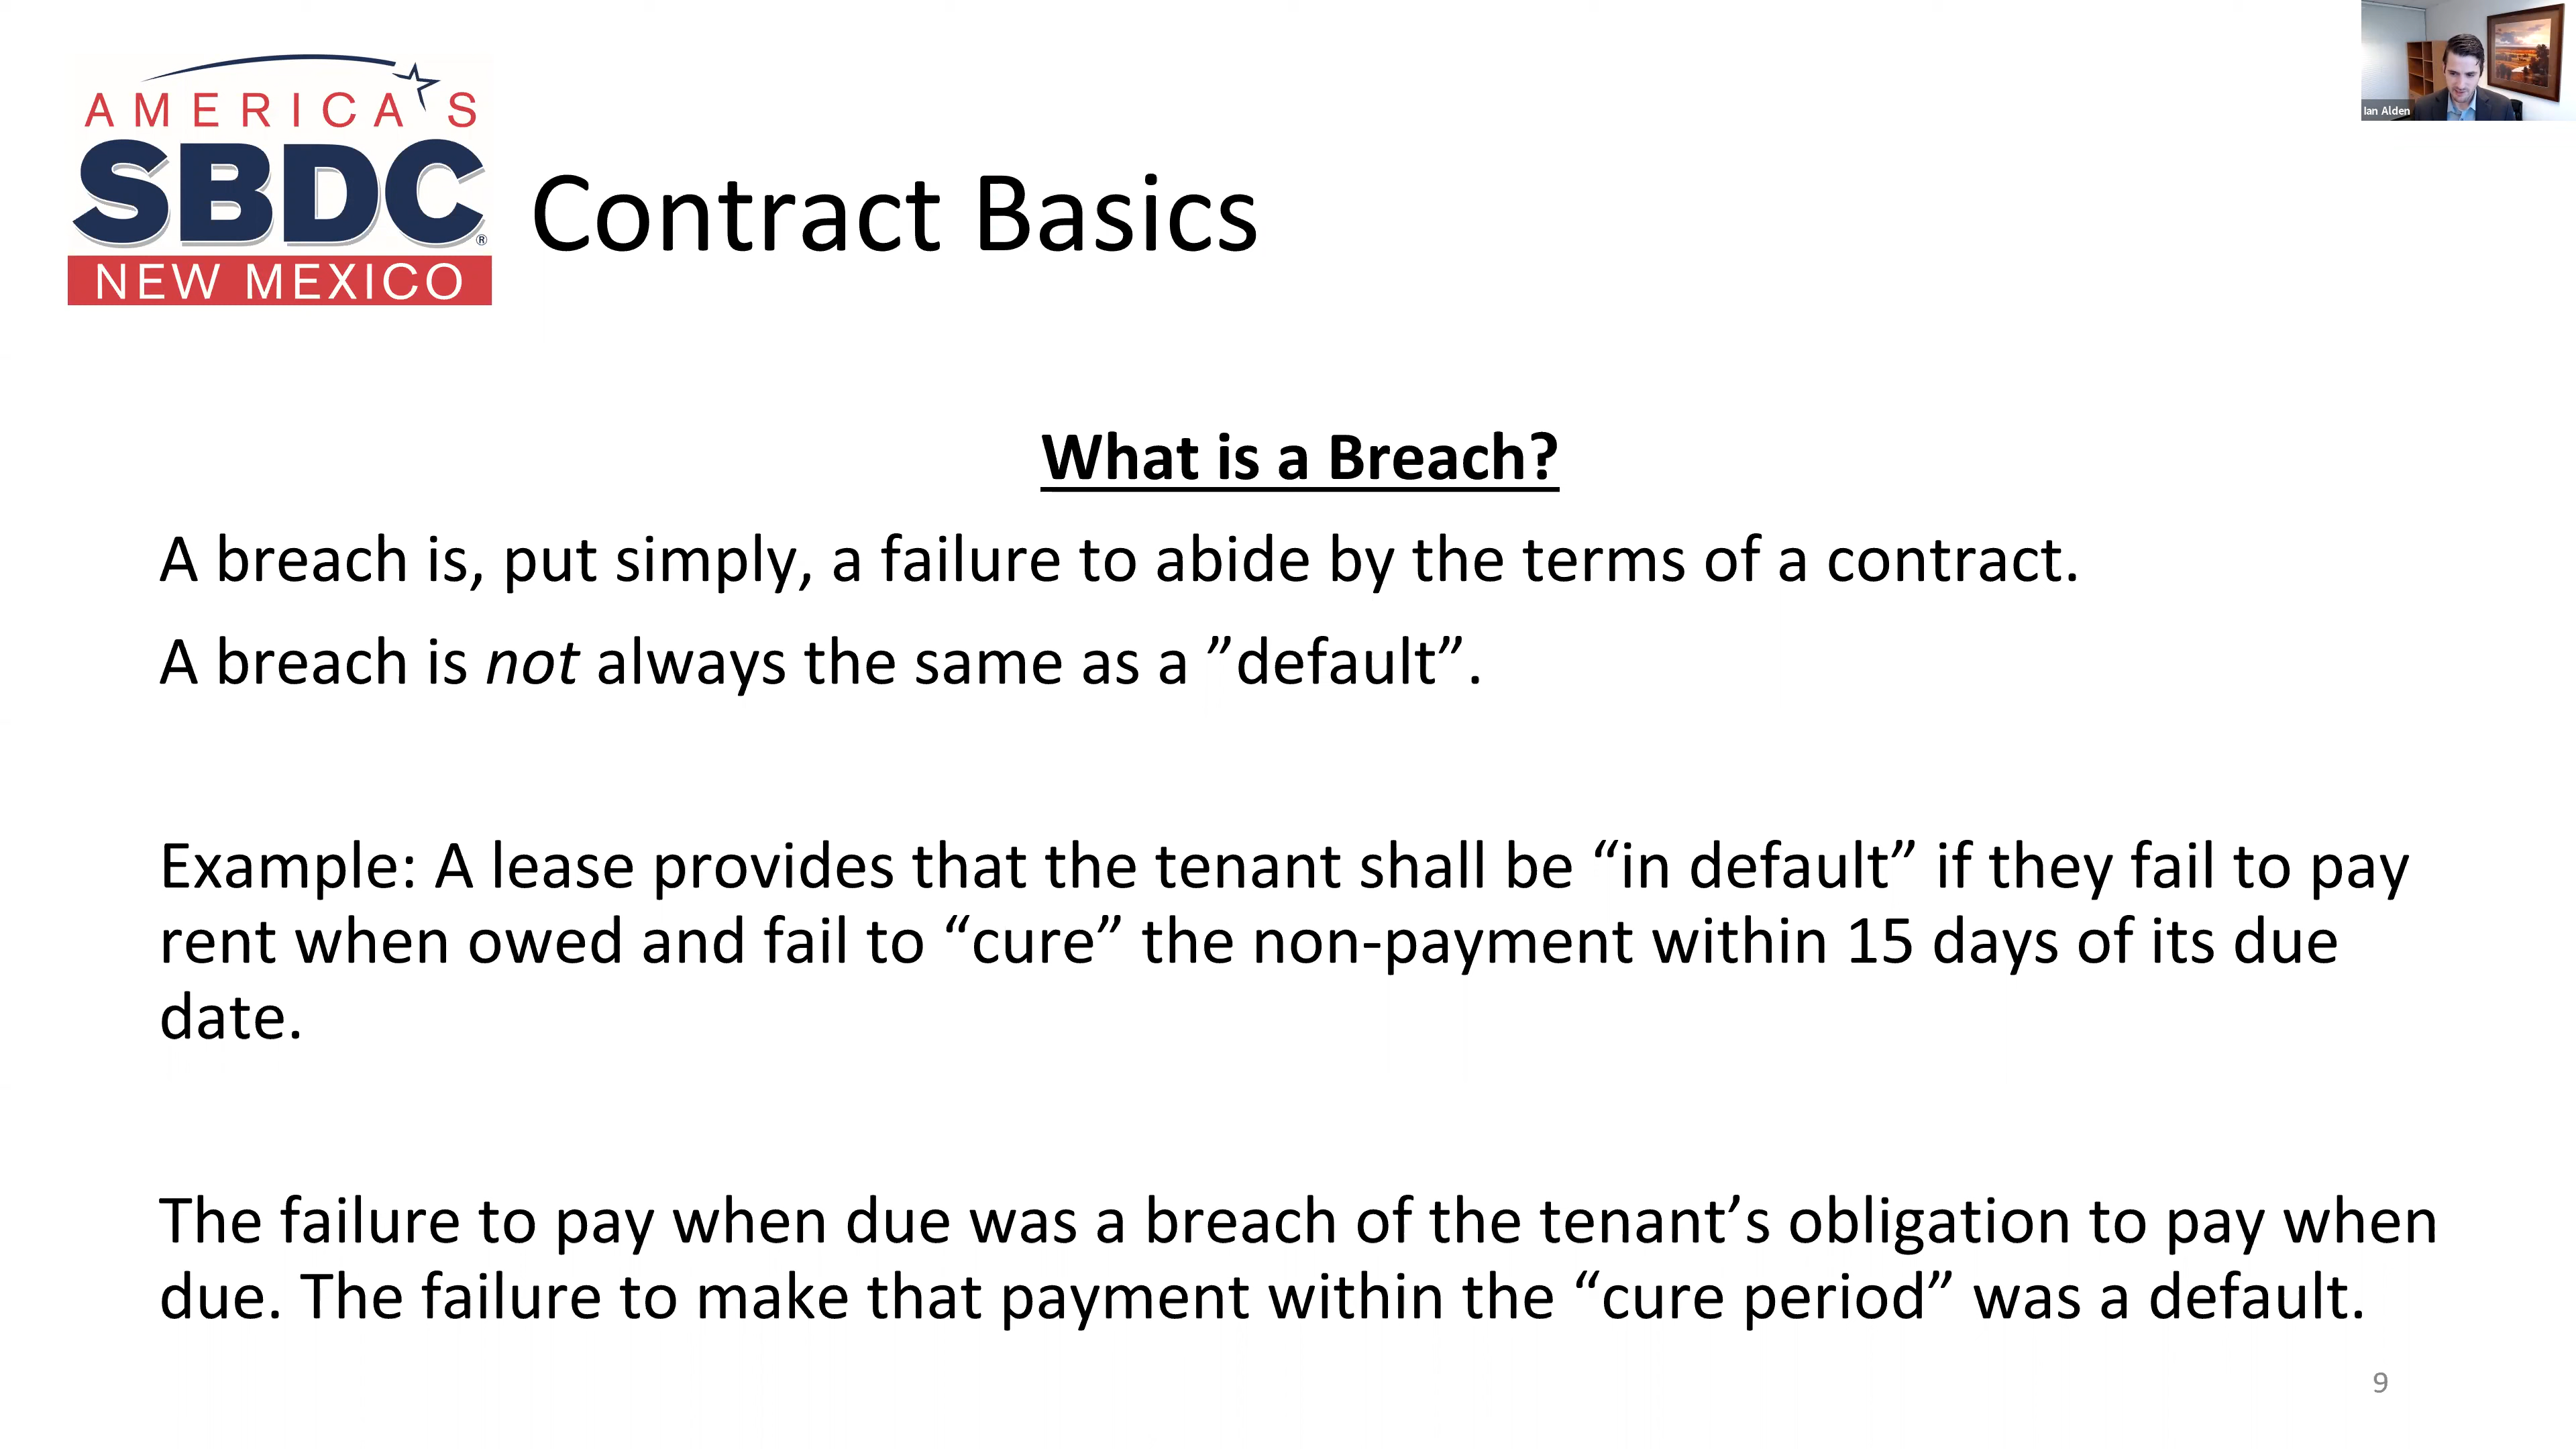 AMERICA'S
SBDC®
NEW MEXICO
Ian Alden
Contract Basics
What is a Breach?
A breach is, put simply, a failure to abide by the terms of a contract.
A breach is not always the same as a ”default”.
Example: A lease provides that the tenant shall be “in default” if they fail to pay
rent when owed and fail to “cure” the non-payment within 15 days of its due
date.
The failure to pay when due was a breach of the tenant’s obligation to pay when
due. The failure to make that payment within the “cure period” was a default.
9